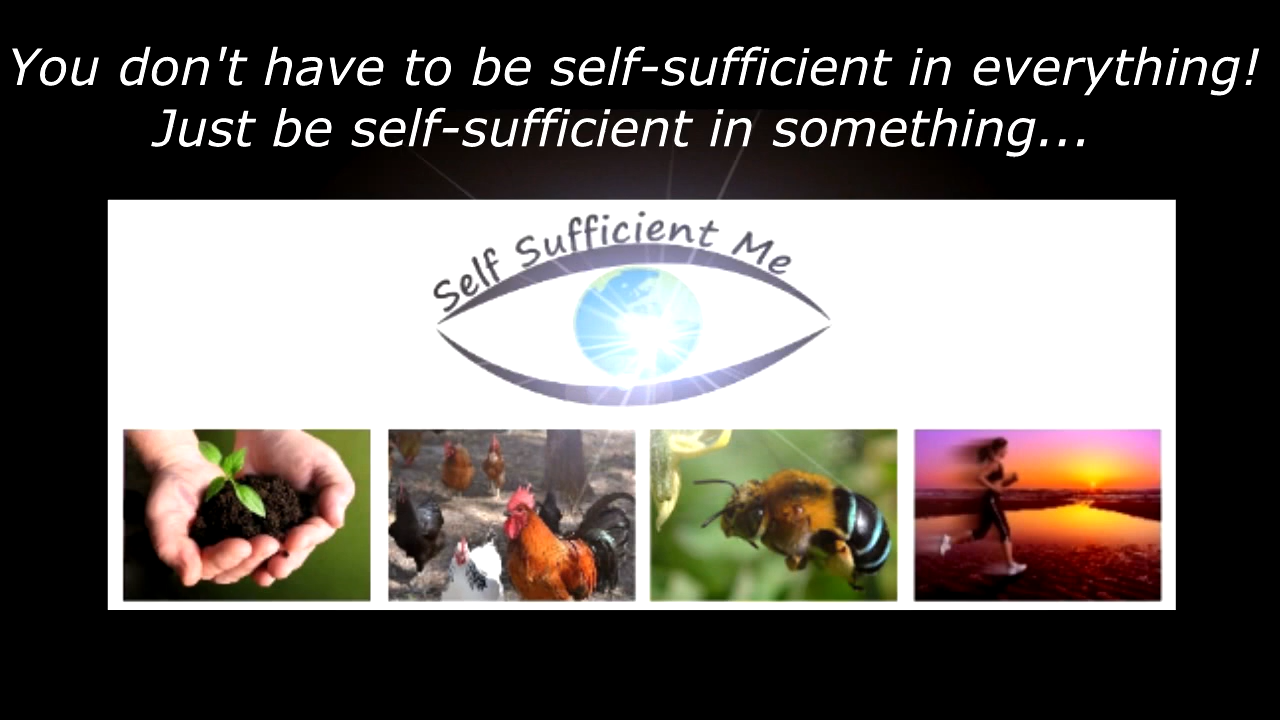 You don't have to be self-sufficient in everything!
Just be self-sufficient in something...
Self Sufficient Me